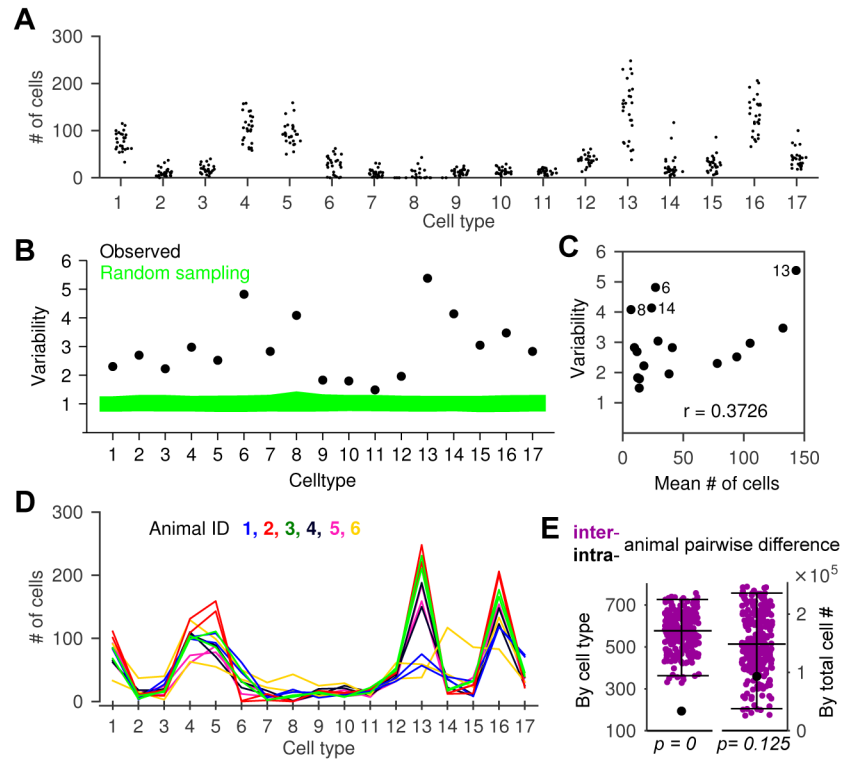 A
300
200
100
0
# of cells
1 2 3 4 5 6 7 8 9 10 11 12 13 14 15 16 17
Cell type
B
Observed
Random sampling
6
5
4
3
2
1
Variability
1 2 3 4 5 6 7 8 9 10 11 12 13 14 15 16 17
Celltype
C
6
5
4
3
2
1
Variability
13
6
8 14
r = 0.3726
0 50 100 150
Mean # of cells
D
Animal ID 1, 2, 3, 4, 5, 6
300
200
100
0
# of cells
1 2 3 4 5 6 7 8 9 10 11 12 13 14 15 16 17
Cell type
E
inter-
intra- animal pairwise difference
×10⁵
700
500
300
100
By cell type
2
1
0
By total cell #
p = 0 p= 0.125